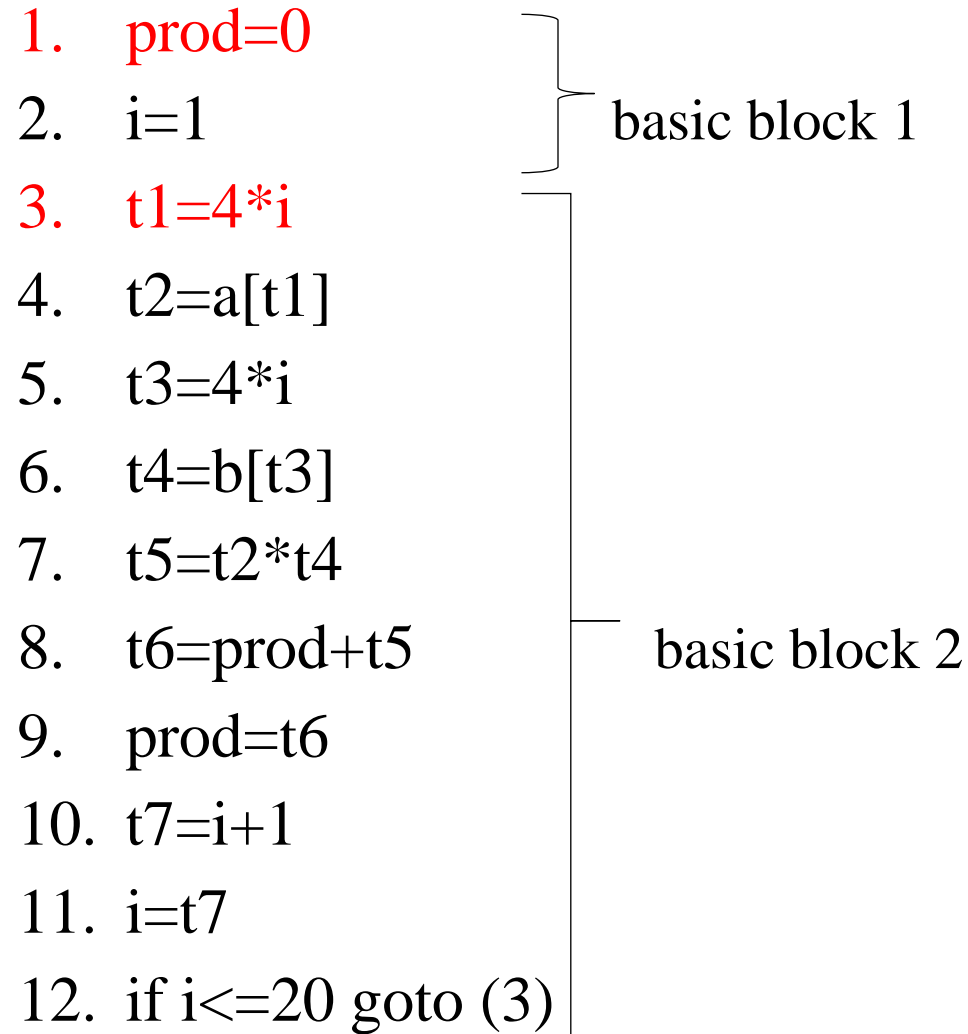 1. prod=0
2. i=1
basic block 1
3. t1=4*i
4. t2=a[t1]
5. t3=4*i
6. t4=b[t3]
7. t5=t2*t4
8. t6=prod+t5
basic block 2
9. prod=t6
10. t7=i+1
11. i=t7
12. if i<=20 goto (3)